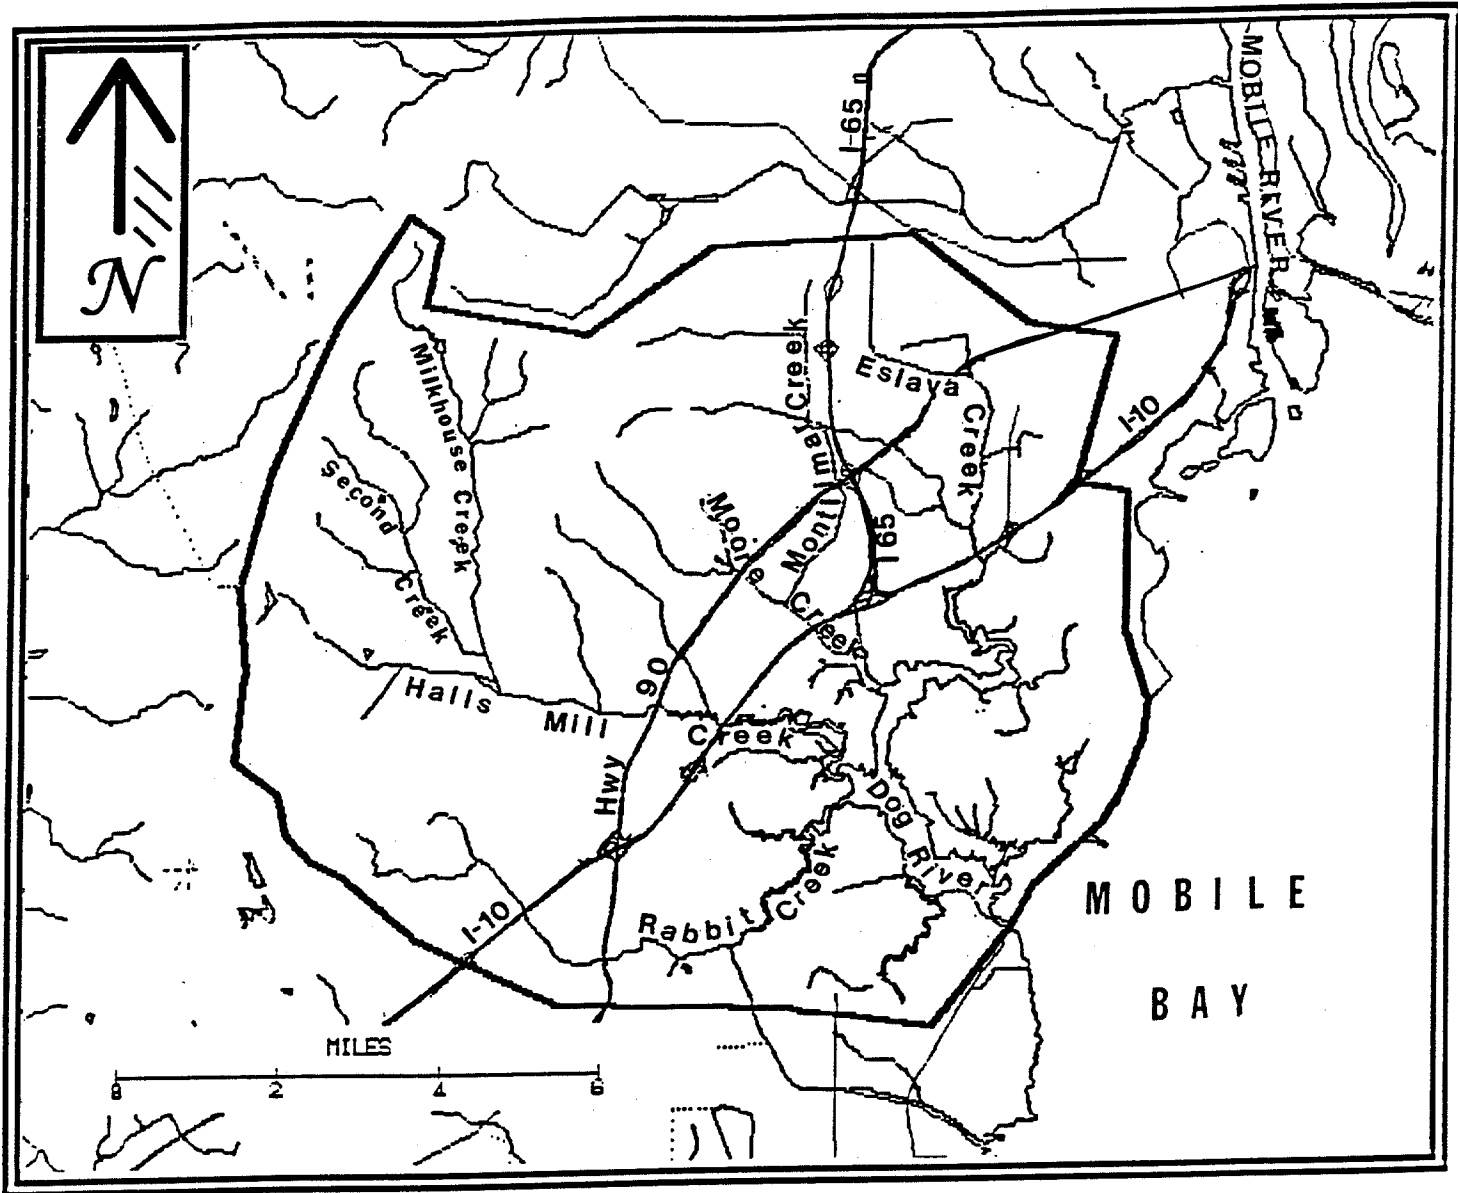 N
I-65
MOBILE RIVER
Milkhouse Creek
Second
Creek
Montlimar Creek
Eslava
Creek
I-10
Moore
Creek
I 65
Halls Mill Creek
Hwy 90
Dog River
Rabbit Creek
I-10
MOBILE
BAY
MILES
0 2 4 6